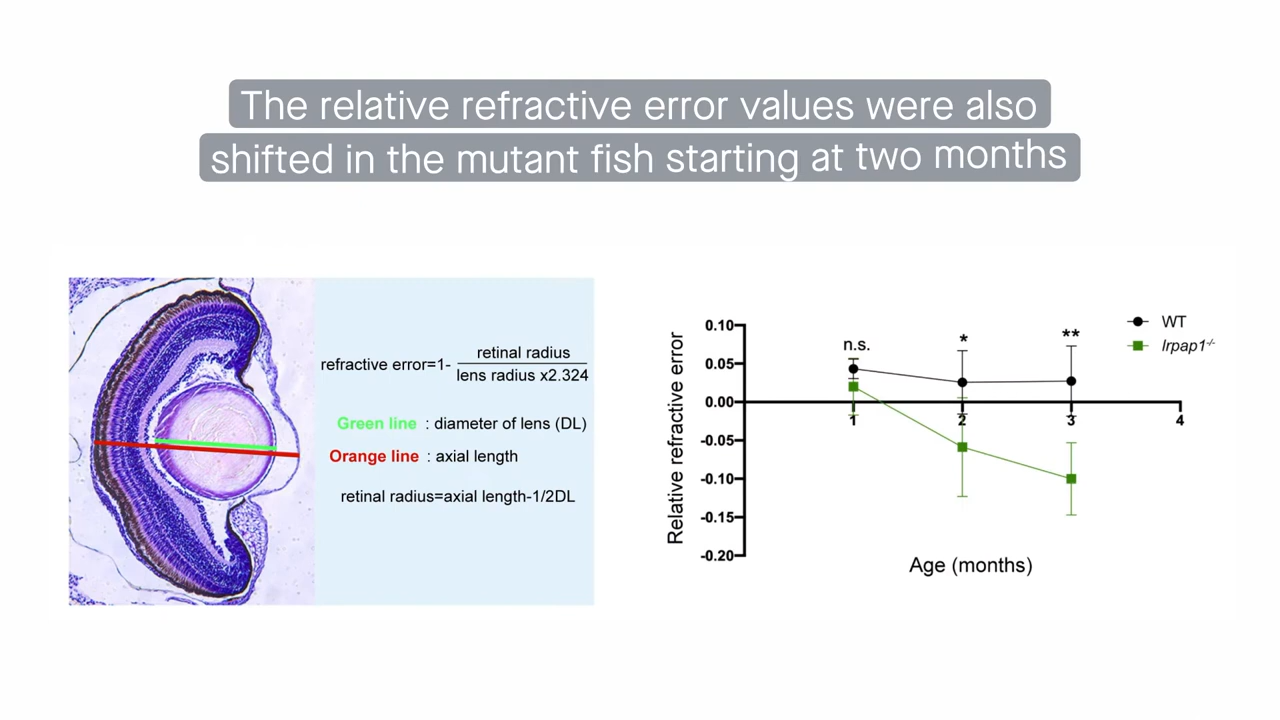 The relative refractive error values were also
shifted in the mutant fish starting at two months
refractive error=1- retinal radius
lens radius x2.324
Green line : diameter of lens (DL)
Orange line : axial length
retinal radius=axial length-1/2DL
WT
lrpap1-/-
n.s.
*
**
0.10
0.05
0.00
-0.05
-0.10
-0.15
-0.20
1 2 3 4
Relative refractive error
Age (months)